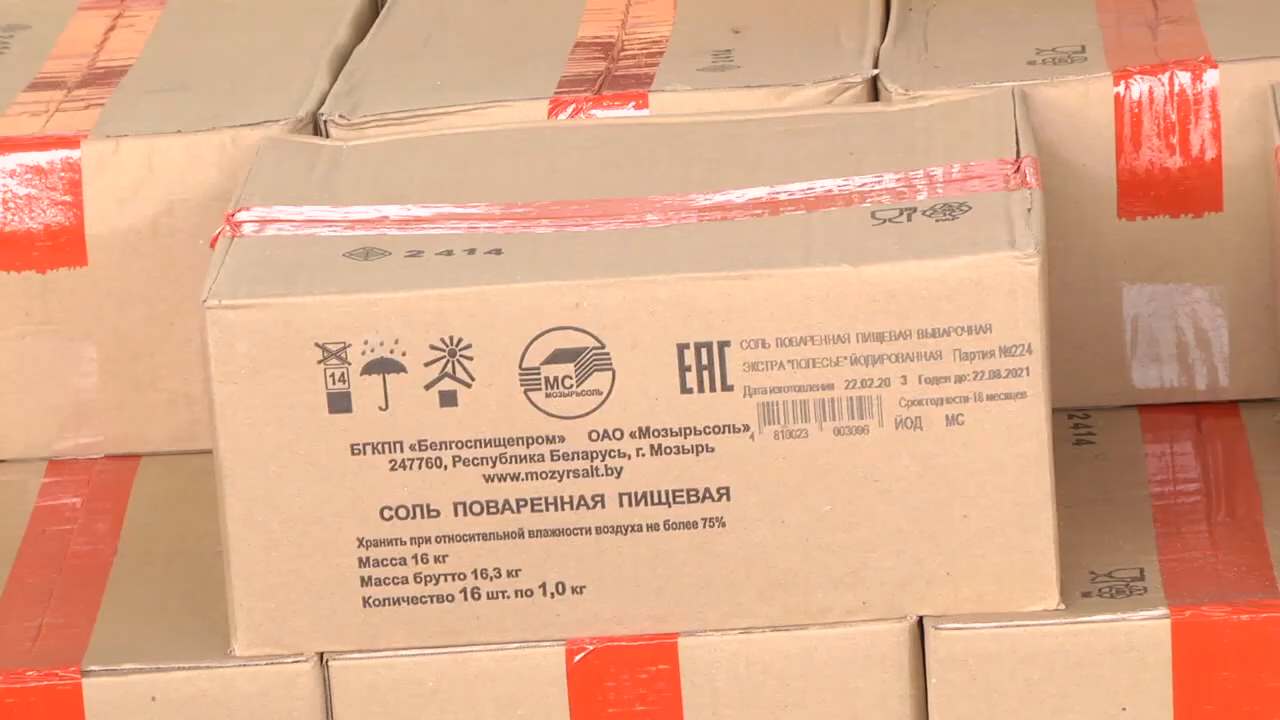 2414
14
МС
МОЗЫРЬСОЛЬ
ЕАС
СОЛЬ ПОВАРЕННАЯ ПИЩЕВАЯ ВЫВАРОЧНАЯ
ЭКСТРА "ПОЛЕСЬЕ" ЙОДИРОВАННАЯ Партия №224
Дата изготовления 22.02.20 3 Годен до: 22.08.2021
Срок годности-18 месяцев
4 810023 003096 ЙОД МС
БГКПП «Белгоспищепром» ОАО «Мозырьсоль»,
247760, Республика Беларусь, г. Мозырь
www.mozyrsalt.by
СОЛЬ ПОВАРЕННАЯ ПИЩЕВАЯ
Хранить при относительной влажности воздуха не более 75%
Масса 16 кг
Масса брутто 16,3 кг
Количество 16 шт. по 1,0 кг
2414